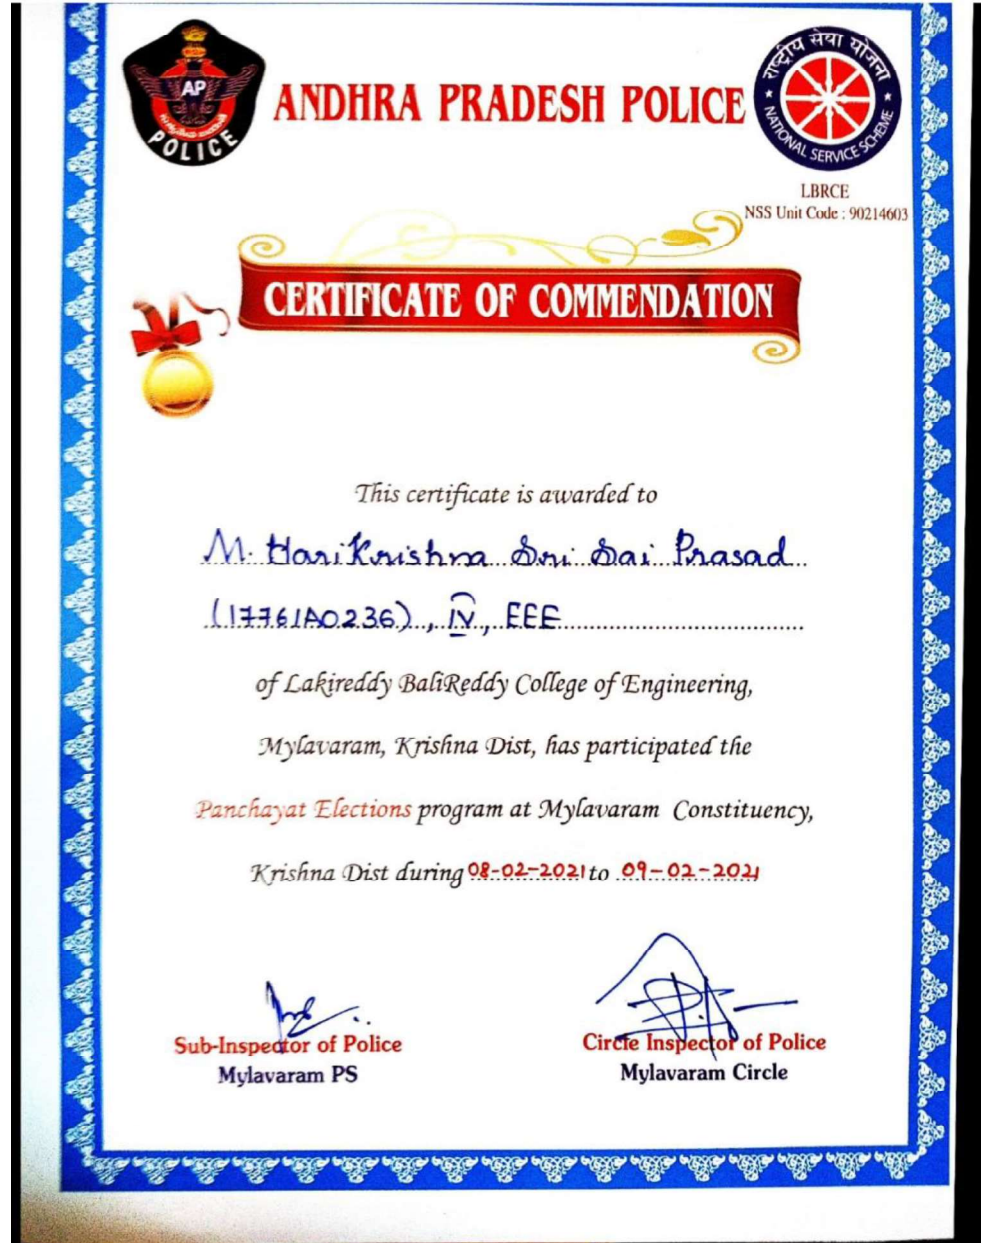 AP
POLICE
ANDHRA PRADESH POLICE
राष्ट्रीय सेवा योजना
NATIONAL SERVICE SCHEME
LBRCE
NSS Unit Code : 90214603
CERTIFICATE OF COMMENDATION
This certificate is awarded to
M. HariKrishna Sri Sai Prasad
(17761A0236), IV, EEE
of Lakireddy BaliReddy College of Engineering,
Mylavaram, Krishna Dist, has participated the
Panchayat Elections program at Mylavaram Constituency,
Krishna Dist during 08-02-2021 to 09-02-2021
Sub-Inspector of Police
Mylavaram PS
Circle Inspector of Police
Mylavaram Circle